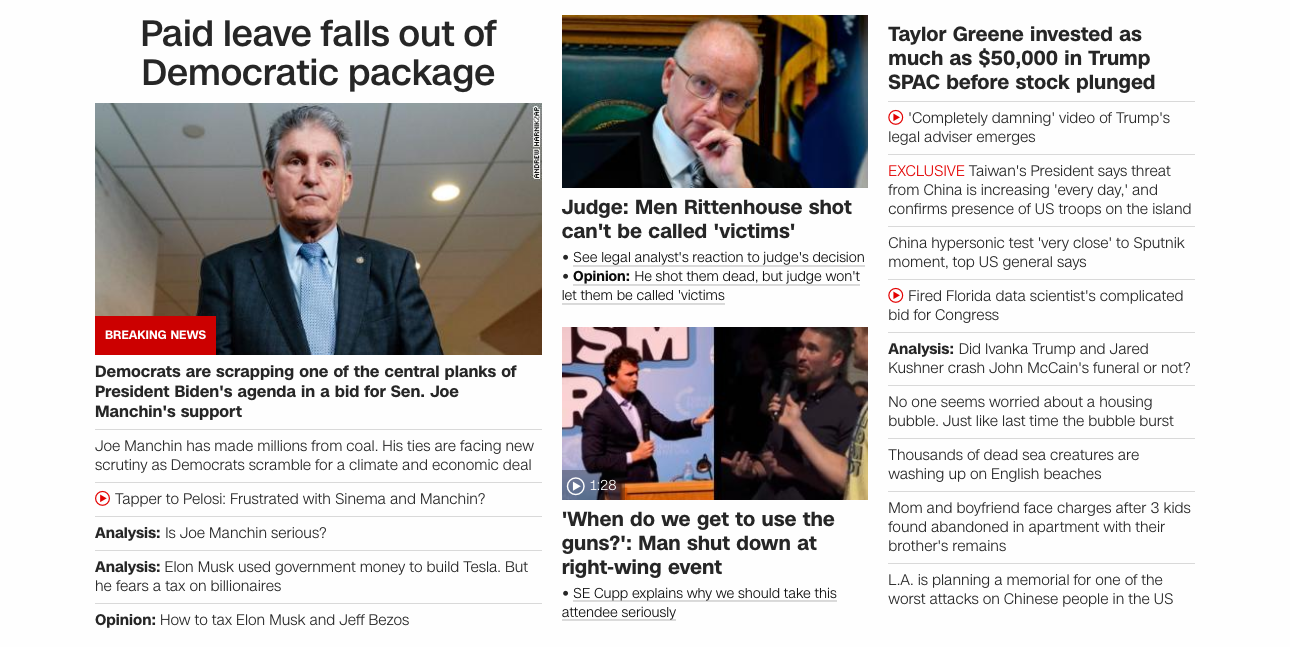 Paid leave falls out of
Democratic package
ANDREW HARNIK/AP
BREAKING NEWS
Democrats are scrapping one of the central planks of
President Biden's agenda in a bid for Sen. Joe
Manchin's support
Joe Manchin has made millions from coal. His ties are facing new
scrutiny as Democrats scramble for a climate and economic deal
Tapper to Pelosi: Frustrated with Sinema and Manchin?
Analysis: Is Joe Manchin serious?
Analysis: Elon Musk used government money to build Tesla. But
he fears a tax on billionaires
Opinion: How to tax Elon Musk and Jeff Bezos
Judge: Men Rittenhouse shot
can't be called 'victims'
• See legal analyst's reaction to judge's decision
• Opinion: He shot them dead, but judge won't
let them be called 'victims
ISM
1:28
'When do we get to use the
guns?': Man shut down at
right-wing event
• SE Cupp explains why we should take this
attendee seriously
Taylor Greene invested as
much as $50,000 in Trump
SPAC before stock plunged
'Completely damning' video of Trump's
legal adviser emerges
EXCLUSIVE Taiwan's President says threat
from China is increasing 'every day,' and
confirms presence of US troops on the island
China hypersonic test 'very close' to Sputnik
moment, top US general says
Fired Florida data scientist's complicated
bid for Congress
Analysis: Did Ivanka Trump and Jared
Kushner crash John McCain's funeral or not?
No one seems worried about a housing
bubble. Just like last time the bubble burst
Thousands of dead sea creatures are
washing up on English beaches
Mom and boyfriend face charges after 3 kids
found abandoned in apartment with their
brother's remains
L.A. is planning a memorial for one of the
worst attacks on Chinese people in the US